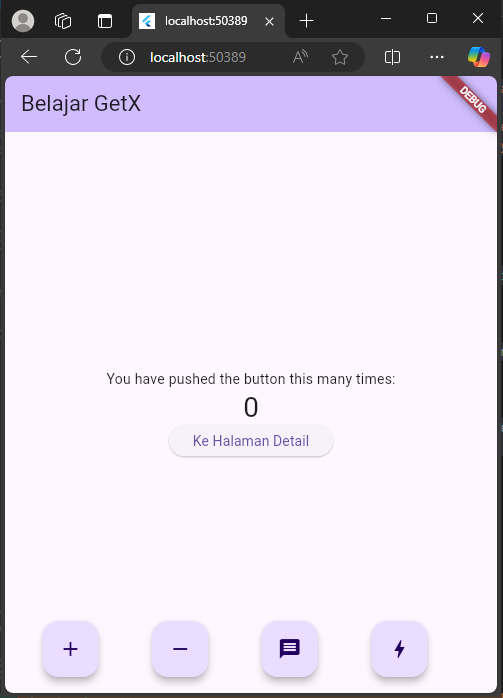 localhost:50389
localhost:50389
Belajar GetX
DEBUG
You have pushed the button this many times:
0
Ke Halaman Detail